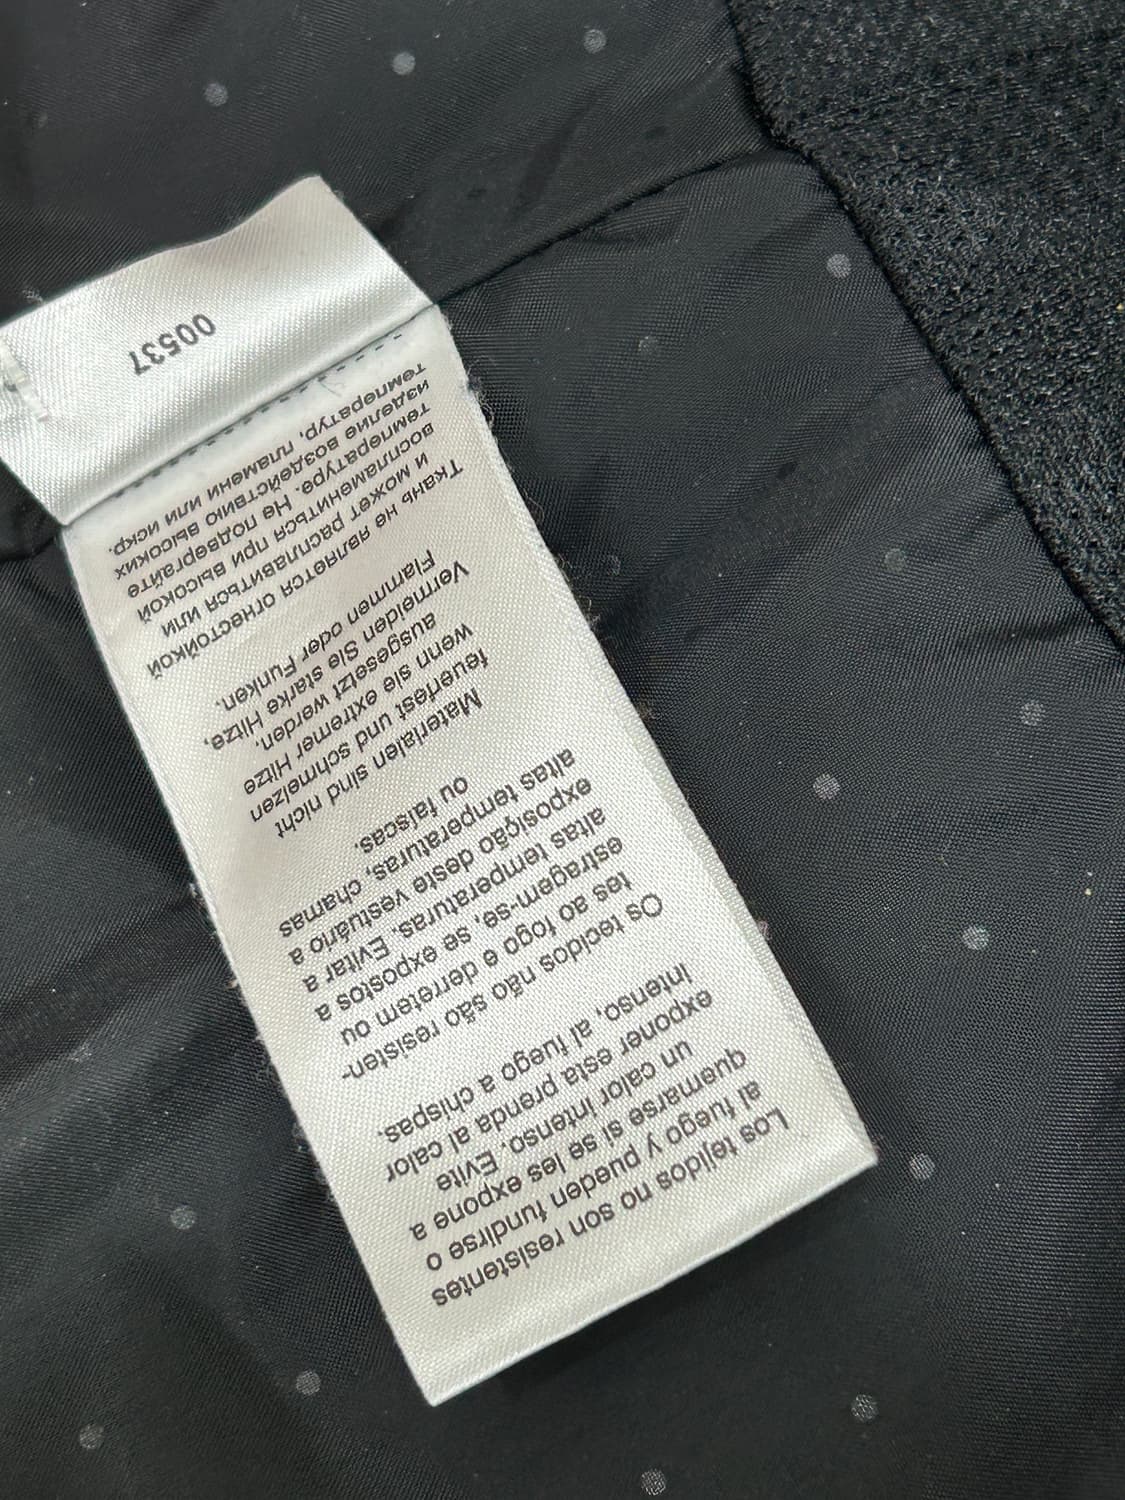 Los tejidos no son resistentes
al fuego y pueden fundirse o
quemarse si se les expone a
un calor intenso. Evite
exponer esta prenda al calor
intenso, al fuego a chispas.
Os tecidos não são resisten-
tes ao fogo e derretem ou
estragem-se, se expostos a
altas temperaturas. Evitar a
exposição deste vestuário a
altas temperaturas, chamas
ou faíscas.
Materialen sind nicht
feuerfest und schmelzen
wenn sie extremer Hitze
ausgesetzt werden.
Vermeiden Sie starke Hitze,
Flammen oder Funken.
Ткань не является огнестойкой
и может расплавиться или
воспламениться при высокой
температуре. На подвергайте
изделие воздействию высоких
температур, пламени или искр.
00537